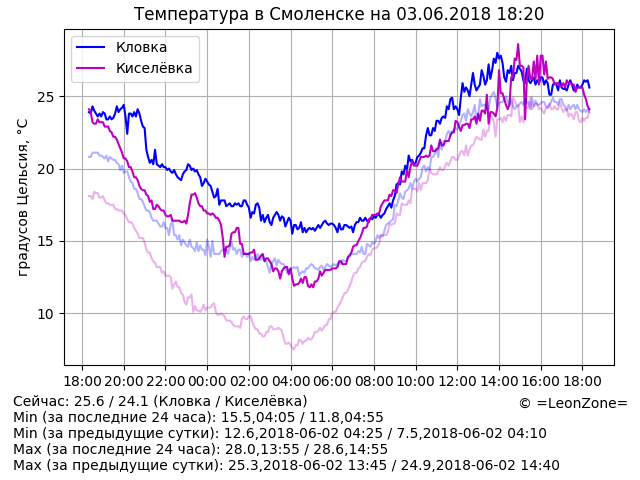 Температура в Смоленске на 03.06.2018 18:20
Кловка
Киселёвка
градусов Цельсия, °C
25
20
15
10
18:00 20:00 22:00 00:00 02:00 04:00 06:00 08:00 10:00 12:00 14:00 16:00 18:00
Сейчас: 25.6 / 24.1 (Кловка / Киселёвка)
© =LeonZone=
Min (за последние 24 часа): 15.5,04:05 / 11.8,04:55
Min (за предыдущие сутки): 12.6,2018-06-02 04:25 / 7.5,2018-06-02 04:10
Max (за последние 24 часа): 28.0,13:55 / 28.6,14:55
Max (за предыдущие сутки): 25.3,2018-06-02 13:45 / 24.9,2018-06-02 14:40